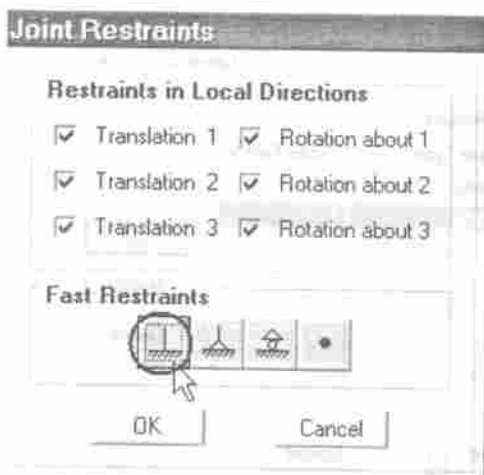 Joint Restraints
Restraints in Local Directions
Translation 1 Rotation about 1
Translation 2 Rotation about 2
Translation 3 Rotation about 3
Fast Restraints
OK Cancel